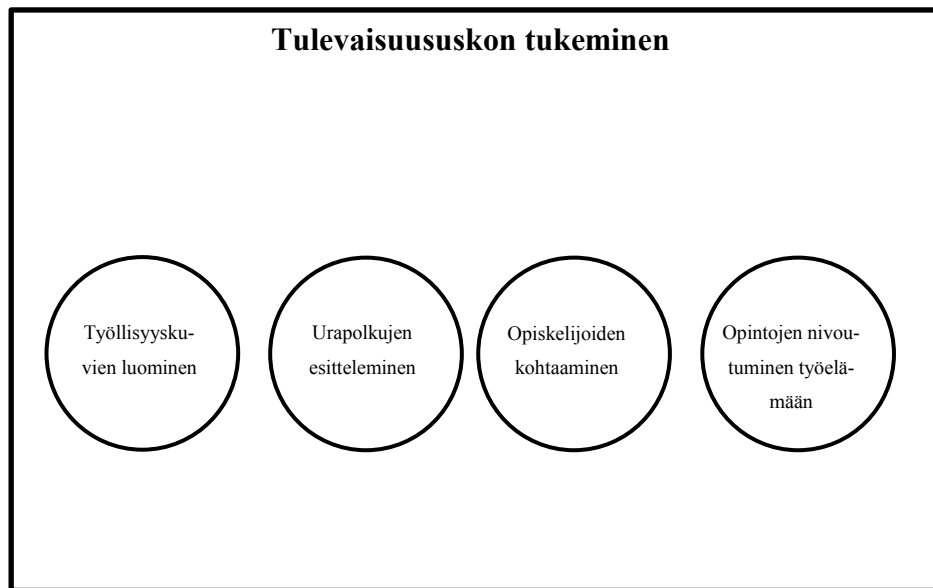 Tulevaisuususkon tukeminen
Työllisyysku-
vien luominen
Urapolkujen
esitteleminen
Opiskelijoiden
kohtaaminen
Opintojen nivou-
tuminen työelä-
mään